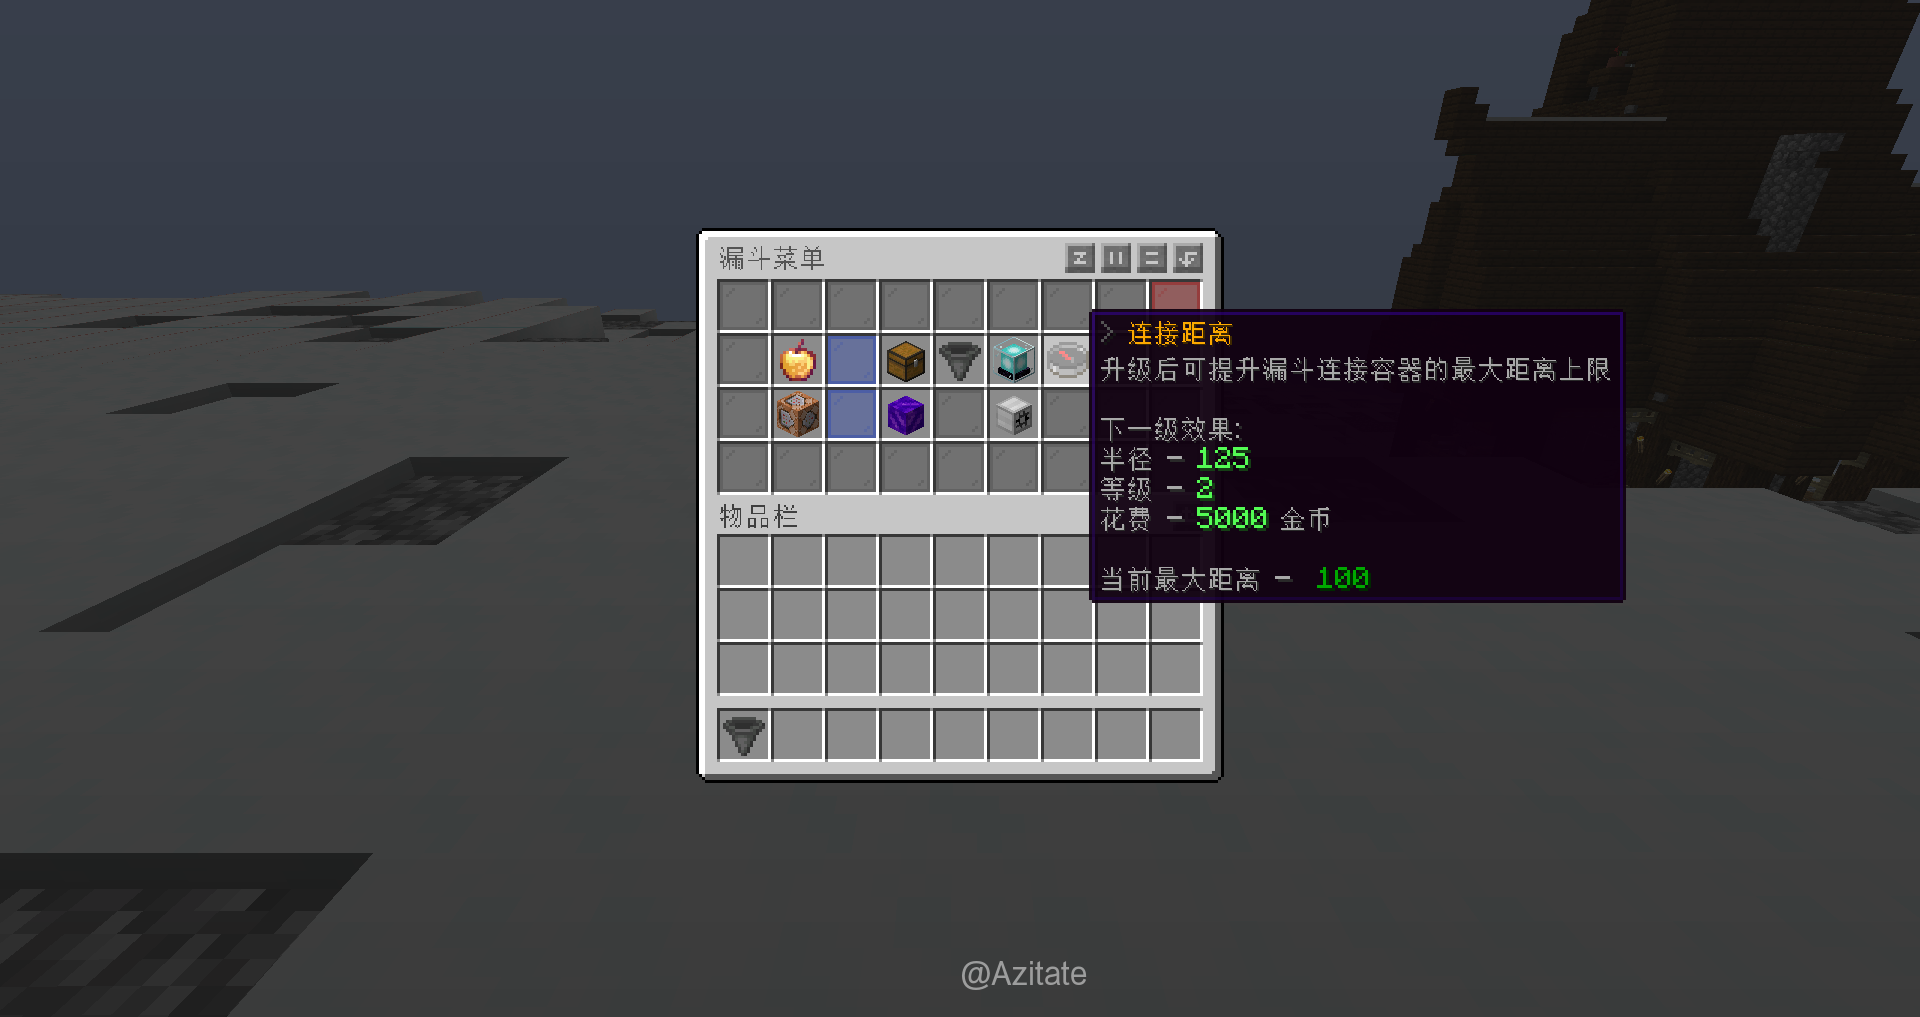 漏斗菜单
> 连接距离
升级后可提升漏斗连接容器的最大距离上限
下一级效果:
半径 - 125
等级 - 2
花费 - 5000 金币
当前最大距离 - 100
物品栏
@Azitate